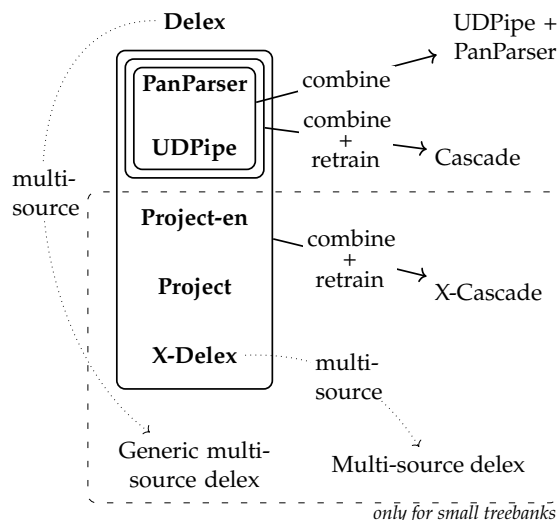 Delex
UDPipe +
PanParser
PanParser
combine
UDPipe
combine
+
retrain
Cascade
multi-
source
Project-en
combine
+
retrain
Project
X-Cascade
X-Delex
multi-
source
Generic multi-
source delex
Multi-source delex
only for small treebanks